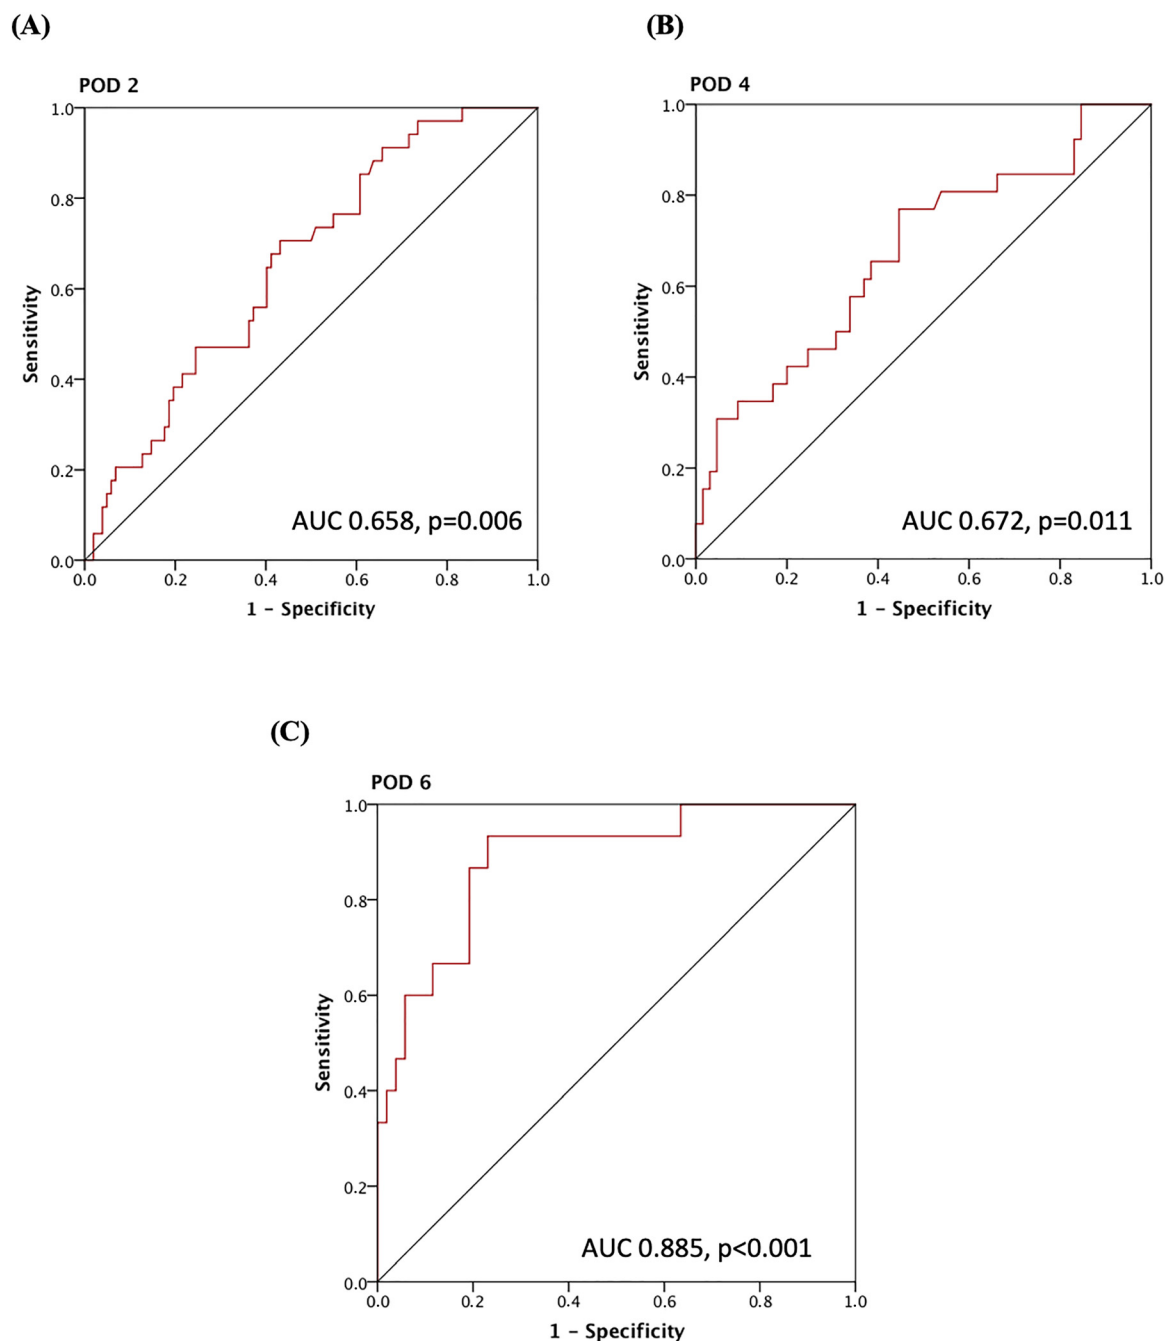 (A)
POD 2
1.0
0.8
0.6
0.4
0.2
0.0
Sensitivity
AUC 0.658, p=0.006
0.0 0.2 0.4 0.6 0.8 1.0
1 - Specificity
(B)
POD 4
1.0
0.8
0.6
0.4
0.2
0.0
Sensitivity
AUC 0.672, p=0.011
0.0 0.2 0.4 0.6 0.8 1.0
1 - Specificity
(C)
POD 6
1.0
0.8
0.6
0.4
0.2
0.0
Sensitivity
AUC 0.885, p<0.001
0.0 0.2 0.4 0.6 0.8 1.0
1 - Specificity